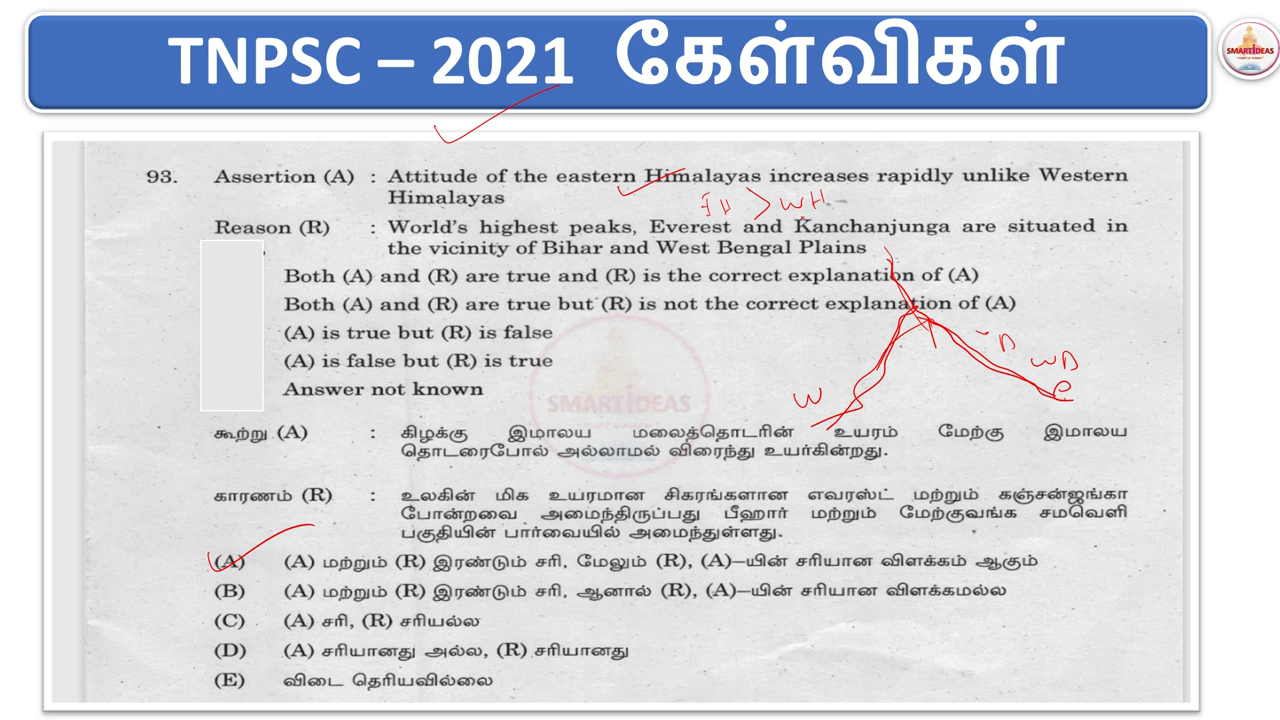 TNPSC – 2021 கேள்விகள்
SMARTIDEAS
93. Assertion (A) : Attitude of the eastern Himalayas increases rapidly unlike Western
Himalayas
EH > WH
Reason (R) : World's highest peaks, Everest and Kanchanjunga are situated in
the vicinity of Bihar and West Bengal Plains
Both (A) and (R) are true and (R) is the correct explanation of (A)
Both (A) and (R) are true but (R) is not the correct explanation of (A)
(A) is true but (R) is false
(A) is false but (R) is true
Answer not known
W
WB
SMARTIDEAS
கூற்று (A) : கிழக்கு இமாலய மலைத்தொடரின் உயரம் மேற்கு இமாலய
தொடரைபோல் அல்லாமல் விரைந்து உயர்கின்றது.
காரணம் (R) : உலகின் மிக உயரமான சிகரங்களான எவரஸ்ட் மற்றும் கஞ்சன்ஜங்கா
போன்றவை அமைந்திருப்பது பீஹார் மற்றும் மேற்குவங்க சமவெளி
பகுதியின் பார்வையில் அமைந்துள்ளது.
(A) (A) மற்றும் (R) இரண்டும் சரி, மேலும் (R), (A)–யின் சரியான விளக்கம் ஆகும்
(B) (A) மற்றும் (R) இரண்டும் சரி, ஆனால் (R), (A)–யின் சரியான விளக்கமல்ல
(C) (A) சரி, (R) சரியல்ல
(D) (A) சரியானது அல்ல, (R) சரியானது
(E) விடை தெரியவில்லை